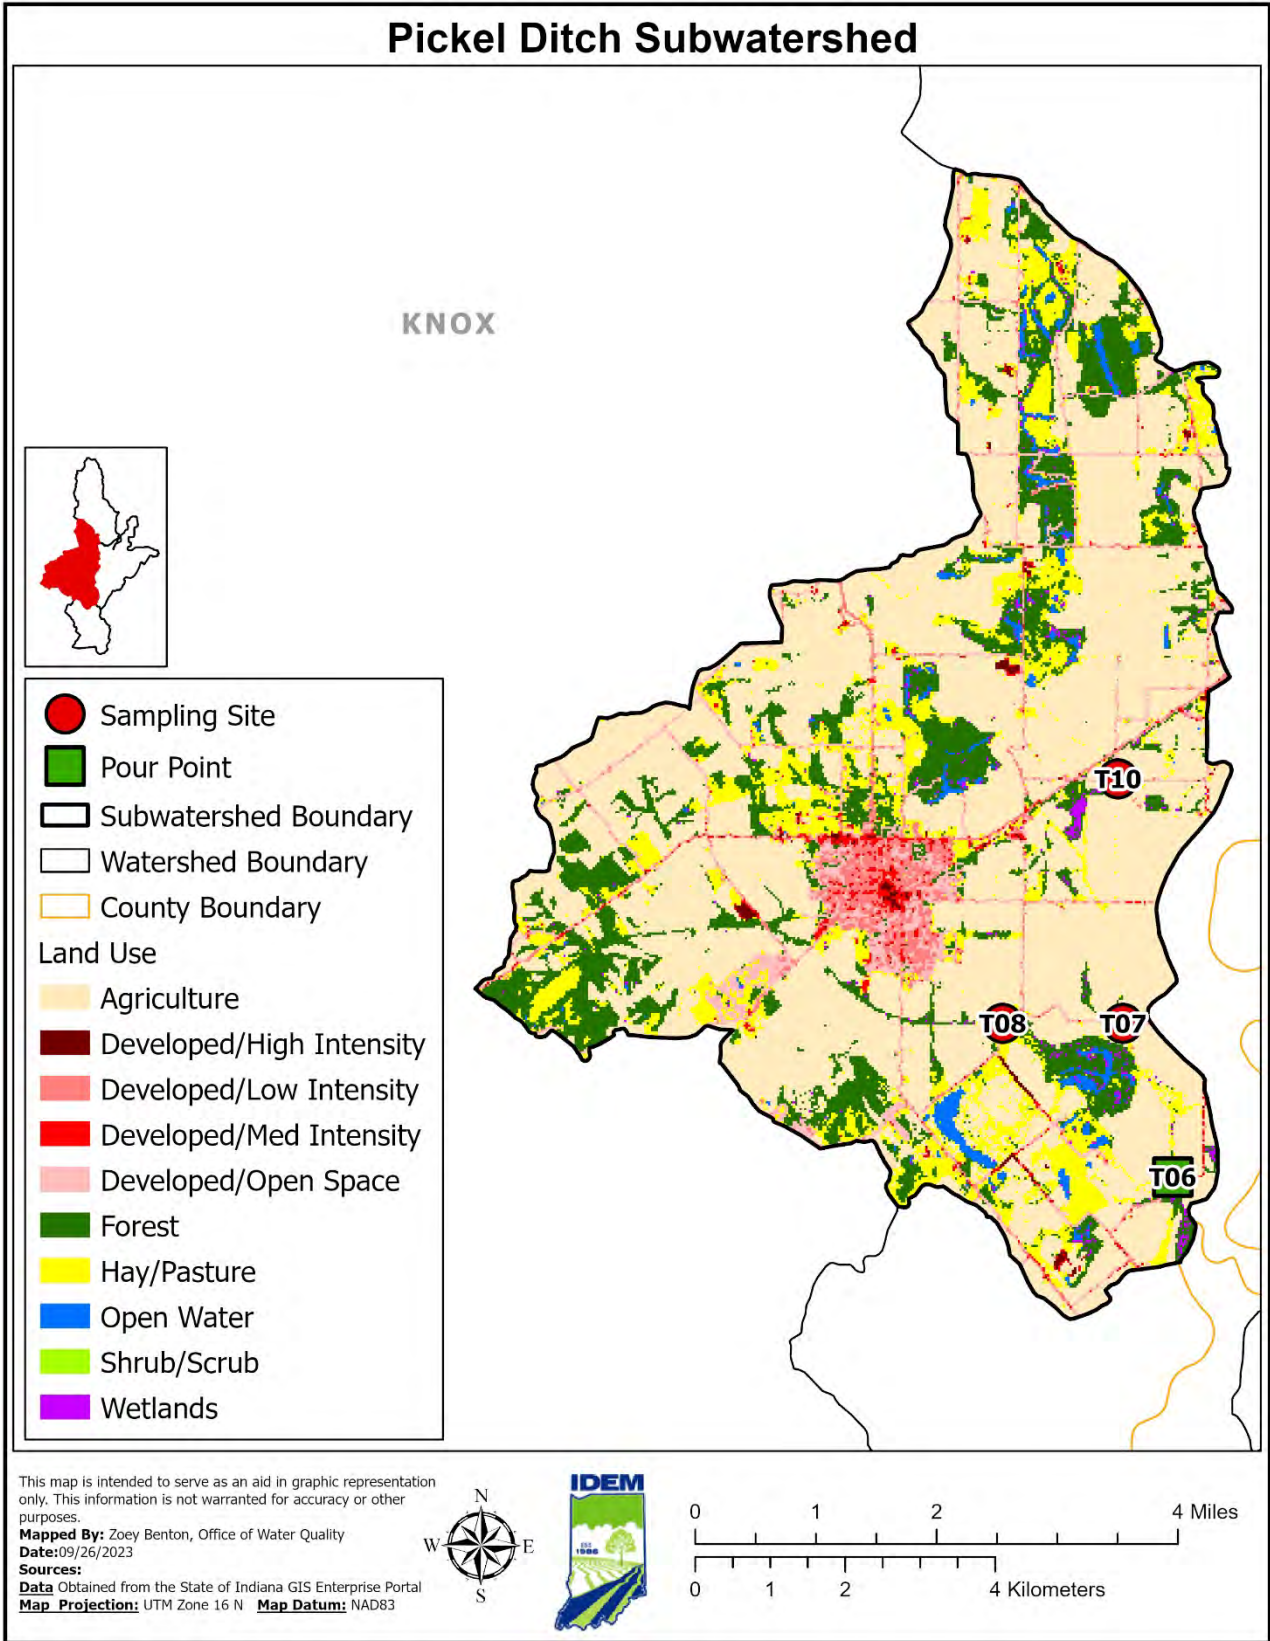 Pickel Ditch Subwatershed
KNOX
Sampling Site
Pour Point
Subwatershed Boundary
Watershed Boundary
County Boundary
Land Use
Agriculture
Developed/High Intensity
Developed/Low Intensity
Developed/Med Intensity
Developed/Open Space
Forest
Hay/Pasture
Open Water
Shrub/Scrub
Wetlands
T10
T08
T07
T06
This map is intended to serve as an aid in graphic representation
only. This information is not warranted for accuracy or other
purposes.
Mapped By: Zoey Benton, Office of Water Quality
Date:09/26/2023
Sources:
Data Obtained from the State of Indiana GIS Enterprise Portal
Map Projection: UTM Zone 16 N Map Datum: NAD83
N
W E
S
IDEM
EST
1986
0 1 2 4 Miles
0 1 2 4 Kilometers